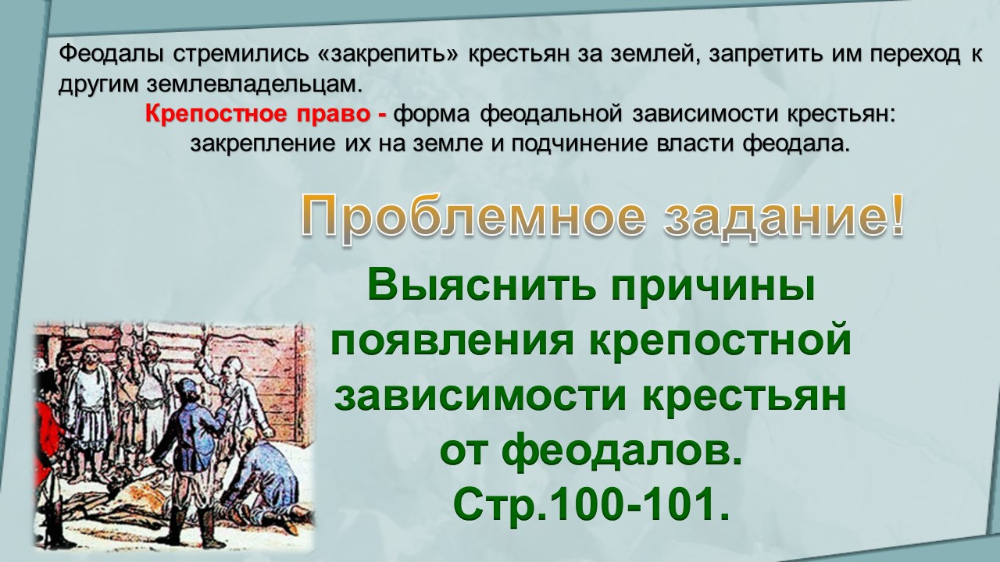 Феодалы стремились «закрепить» крестьян за землей, запретить им переход к
другим землевладельцам.
Крепостное право - форма феодальной зависимости крестьян:
закрепление их на земле и подчинение власти феодала.
Проблемное задание!
Выяснить причины
появления крепостной
зависимости крестьян
от феодалов.
Стр.100-101.